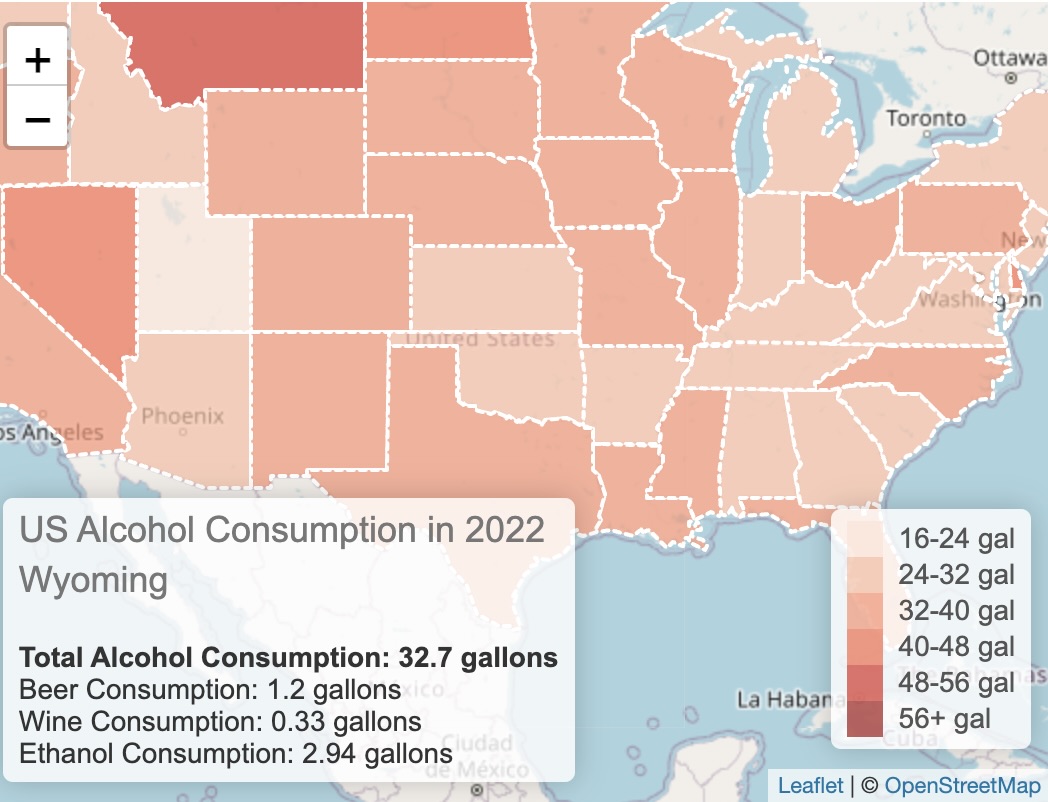 +
−
Ottawa
Toronto
New
Washington
United States
Phoenix
os Angeles
US Alcohol Consumption in 2022
Wyoming
Total Alcohol Consumption: 32.7 gallons
Beer Consumption: 1.2 gallons
Wine Consumption: 0.33 gallons
Ethanol Consumption: 2.94 gallons
México
Ciudad
de México
16-24 gal
24-32 gal
32-40 gal
40-48 gal
48-56 gal
56+ gal
The Bahamas
La Habana
Cuba
Leaflet | © OpenStreetMap